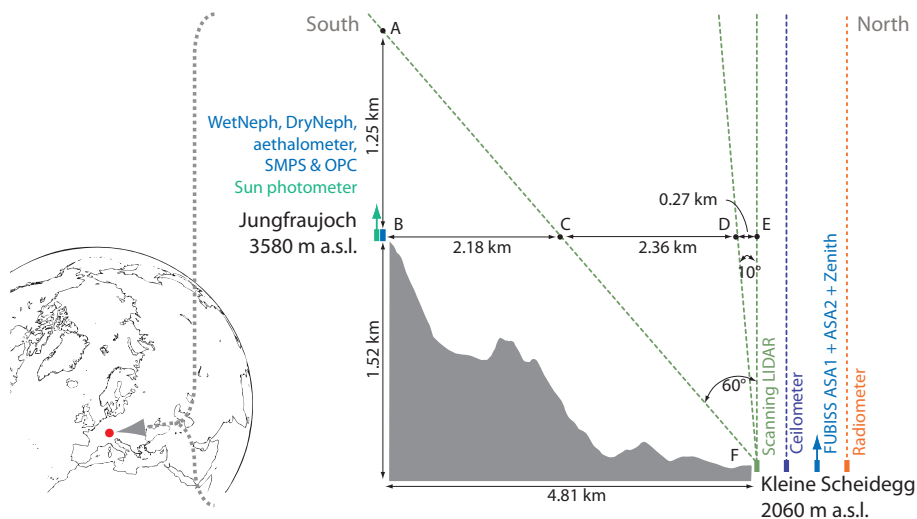 South
North
A
1.25 km
WetNeph, DryNeph,
aethalometer,
SMPS & OPC
Sun photometer
Jungfraujoch
3580 m a.s.l.
B
C
D
E
0.27 km
2.18 km
2.36 km
10°
1.52 km
60°
F
Scanning LIDAR
Ceilometer
FUBISS ASA1 + ASA2 + Zenith
Radiometer
4.81 km
Kleine Scheidegg
2060 m a.s.l.